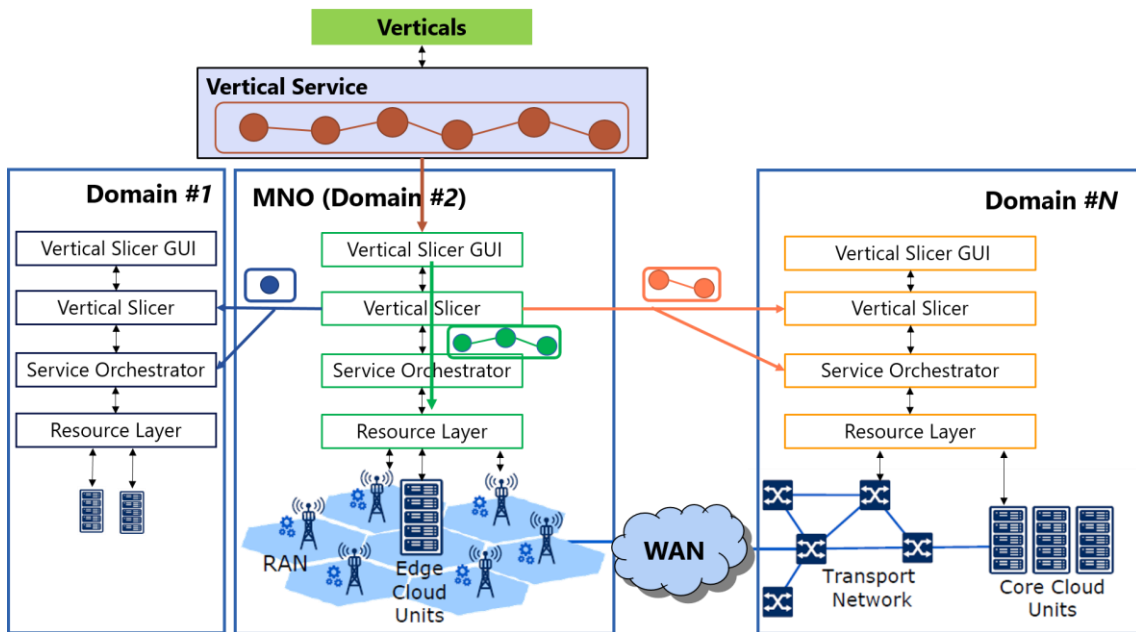 Verticals
Vertical Service
Domain #1
Vertical Slicer GUI
Vertical Slicer
Service Orchestrator
Resource Layer
MNO (Domain #2)
Vertical Slicer GUI
Vertical Slicer
Service Orchestrator
Resource Layer
RAN
Edge
Cloud
Units
WAN
Domain #N
Vertical Slicer GUI
Vertical Slicer
Service Orchestrator
Resource Layer
Transport
Network
Core Cloud
Units